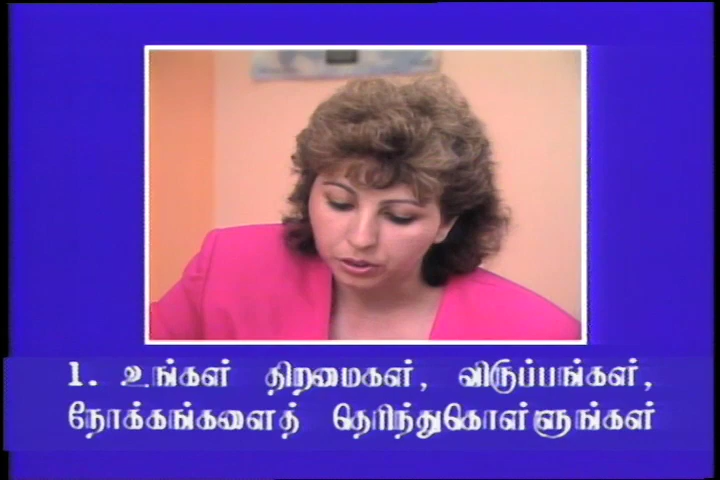 1. உங்கள் திறமைகள், விடுப்பங்கள்,
நோக்கங்களைத் தெரிந்துகொள்ளுங்கள்